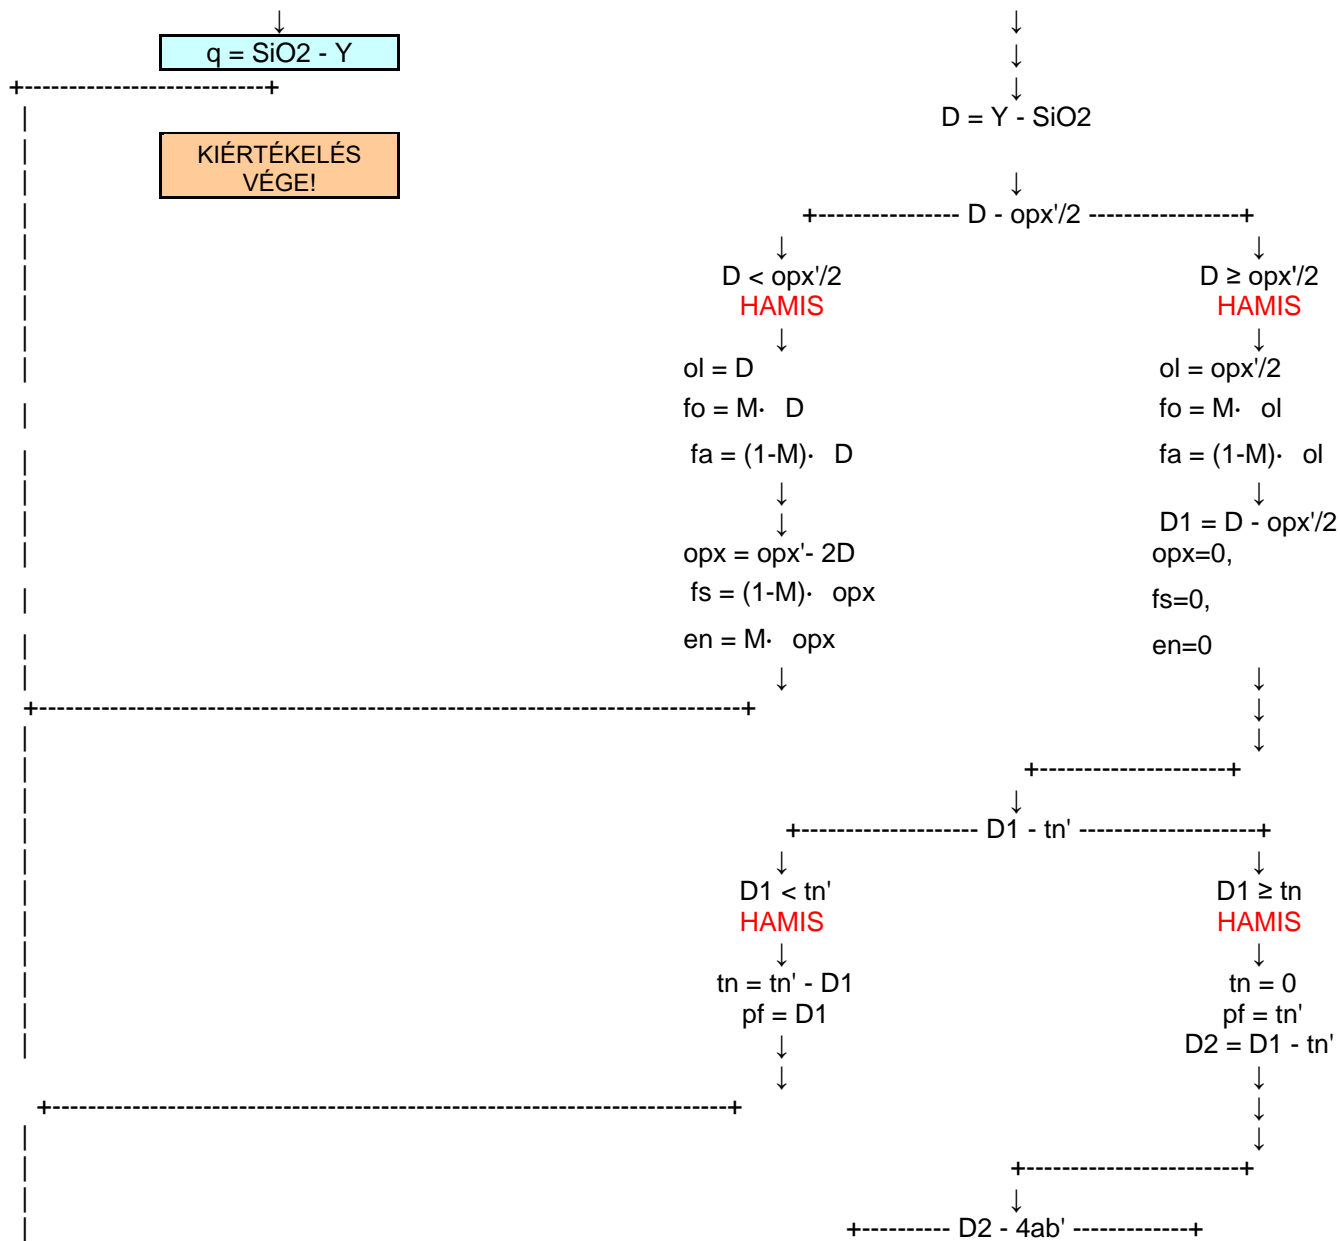 ↓ ↓
q = SiO2 - Y ↓
+----------------------------+ ↓
D = Y - SiO2
KIÉRTÉKELÉS
VÉGE!
↓
+---------------- D - opx'/2 -----------------+
↓ ↓
D < opx'/2 D ≥ opx'/2
HAMIS HAMIS
↓ ↓
ol = D ol = opx'/2
fo = M· D fo = M· ol
fa = (1-M)· D fa = (1-M)· ol
↓ ↓
↓ D1 = D - opx'/2
opx = opx'- 2D opx=0,
fs = (1-M)· opx fs=0,
en = M· opx en=0
↓ ↓
+-------------------------------------------------------------------------------+ ↓
↓
+----------------------+
↓
+-------------------- D1 - tn' --------------------+
↓ ↓
D1 < tn' D1 ≥ tn
HAMIS HAMIS
↓ ↓
tn = tn' - D1 tn = 0
pf = D1 pf = tn'
↓ D2 = D1 - tn'
↓ ↓
+----------------------------------------------------------------------------+ ↓
↓
+-------------------------+
↓
+---------- D2 - 4ab' -------------+